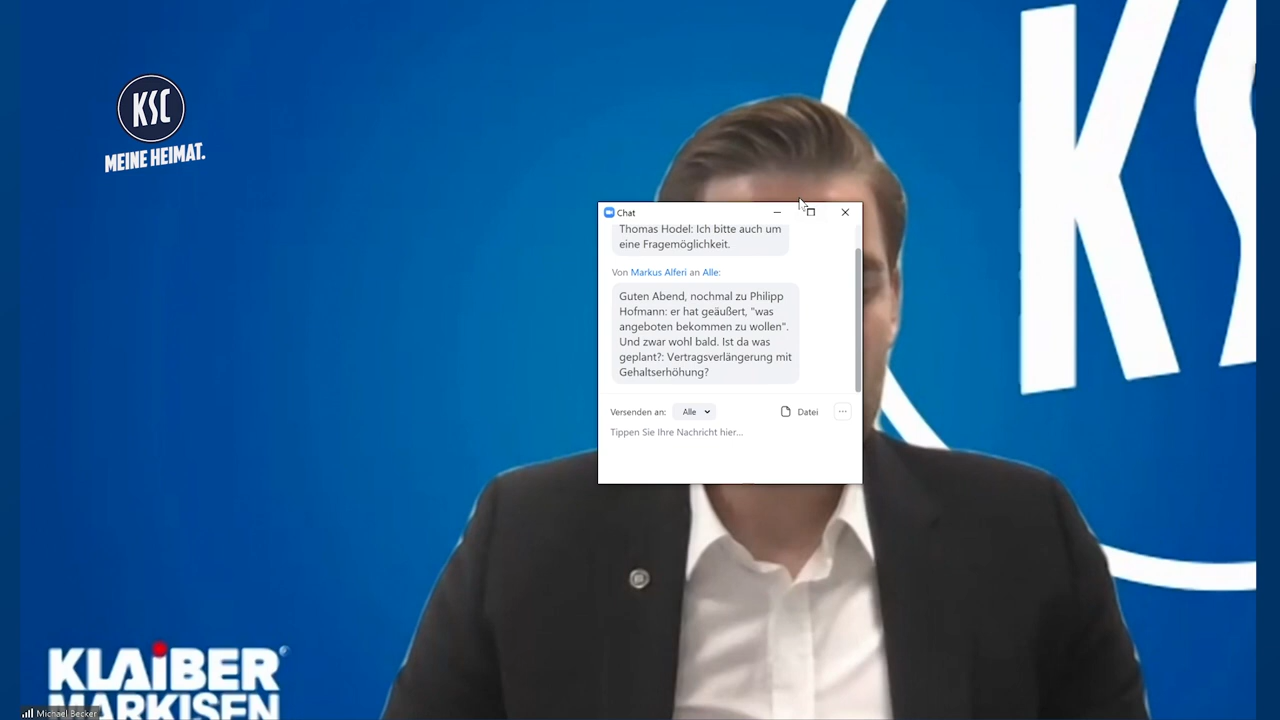 KSC
MEINE HEIMAT.
KSC
Chat
Thomas Hodel: Ich bitte auch um
eine Fragemöglichkeit.
Von Markus Alferi an Alle:
Guten Abend, nochmal zu Philipp
Hofmann: er hat geäußert, "was
angeboten bekommen zu wollen".
Und zwar wohl bald. Ist da was
geplant?: Vertragsverlängerung mit
Gehaltserhöhung?
Versenden an: Alle
Datei
Tippen Sie Ihre Nachricht hier...
KLAiBER
MARKISEN
Michael Becker